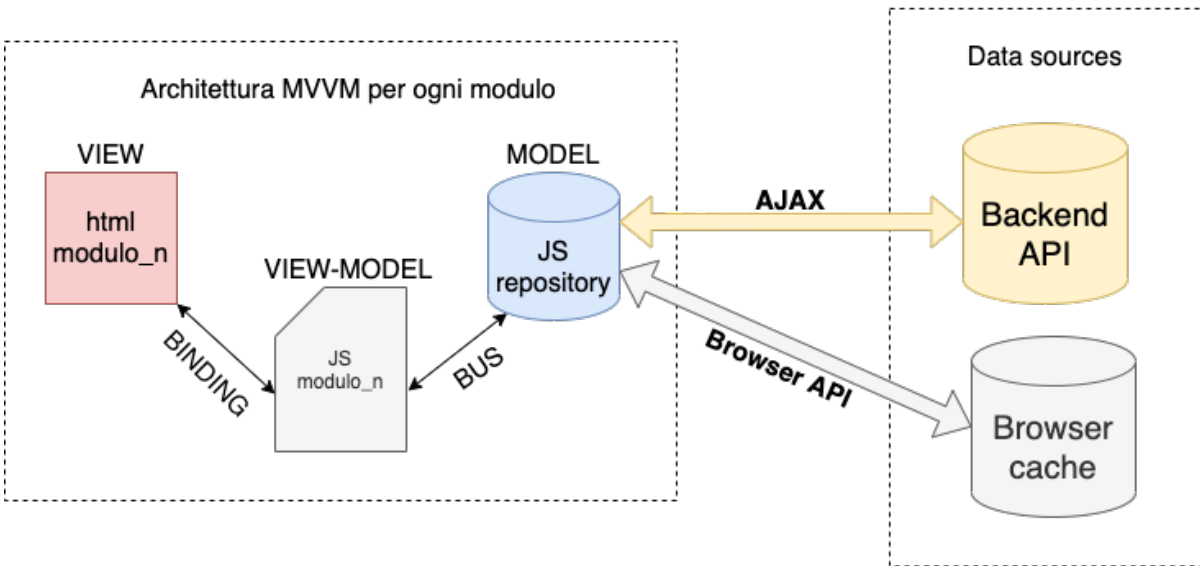 Architettura MVVM per ogni modulo
Data sources
VIEW
html
modulo_n
BINDING
VIEW-MODEL
JS
modulo_n
BUS
MODEL
JS
repository
AJAX
Browser API
Backend
API
Browser
cache